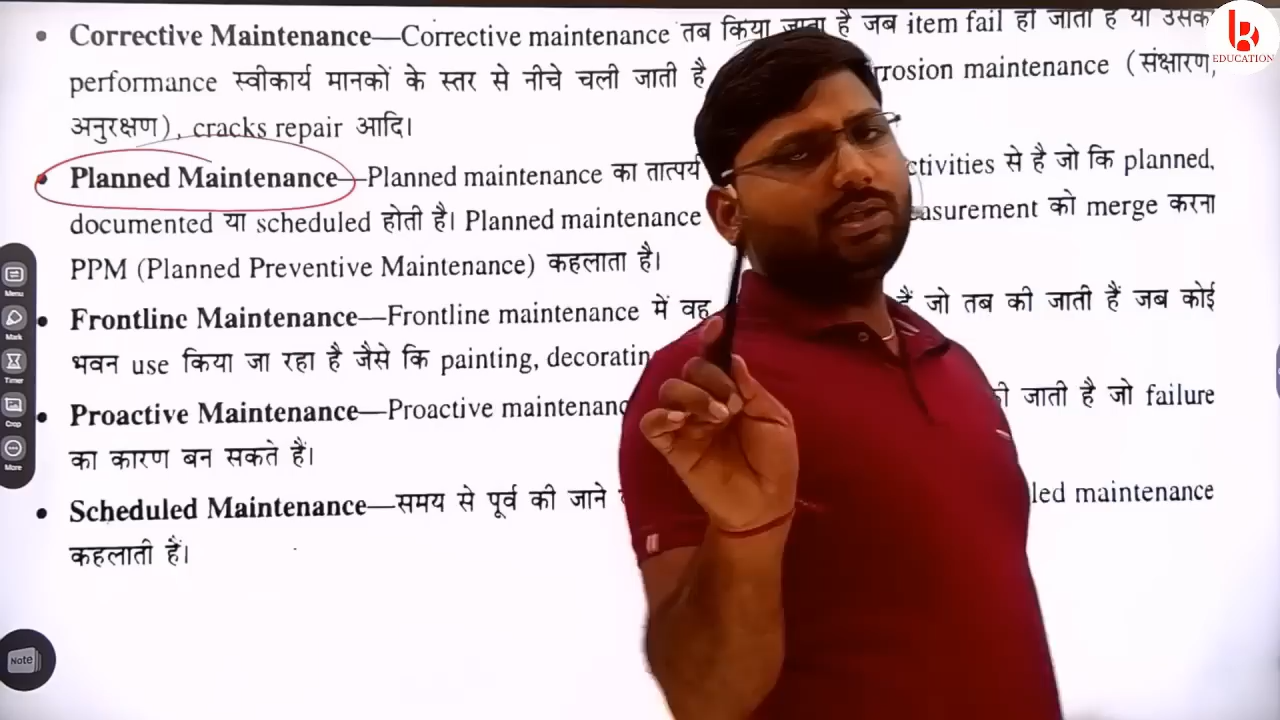 Corrective Maintenance—Corrective maintenance तब किया जाता है जब item fail हो जाता है या उसका
performance स्वीकार्य मानकों के स्तर से नीचे चली जाती है rrosion maintenance (संक्षारण,
अनुरक्षण), cracks repair आदि।
Planned Maintenance—Planned maintenance का तात्पर्य ctivities से है जो कि planned,
documented या scheduled होती है। Planned maintenance asurement को merge करना
PPM (Planned Preventive Maintenance) कहलाता है।
Frontline Maintenance—Frontline maintenance में वह हैं जो तब की जाती हैं जब कोई
भवन use किया जा रहा है जैसे कि painting, decoratin
Proactive Maintenance—Proactive maintenanc की जाती है जो failure
का कारण बन सकते हैं।
Scheduled Maintenance—समय से पूर्व की जाने led maintenance
कहलाती हैं।
Menu
Mark
Timer
Crop
More
Note
EDUCATION